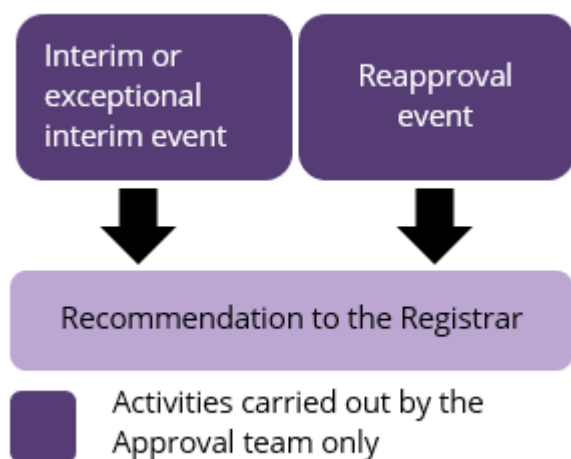 Interim or
exceptional
interim event
Reapproval
event
Recommendation to the Registrar
Activities carried out by the
Approval team only